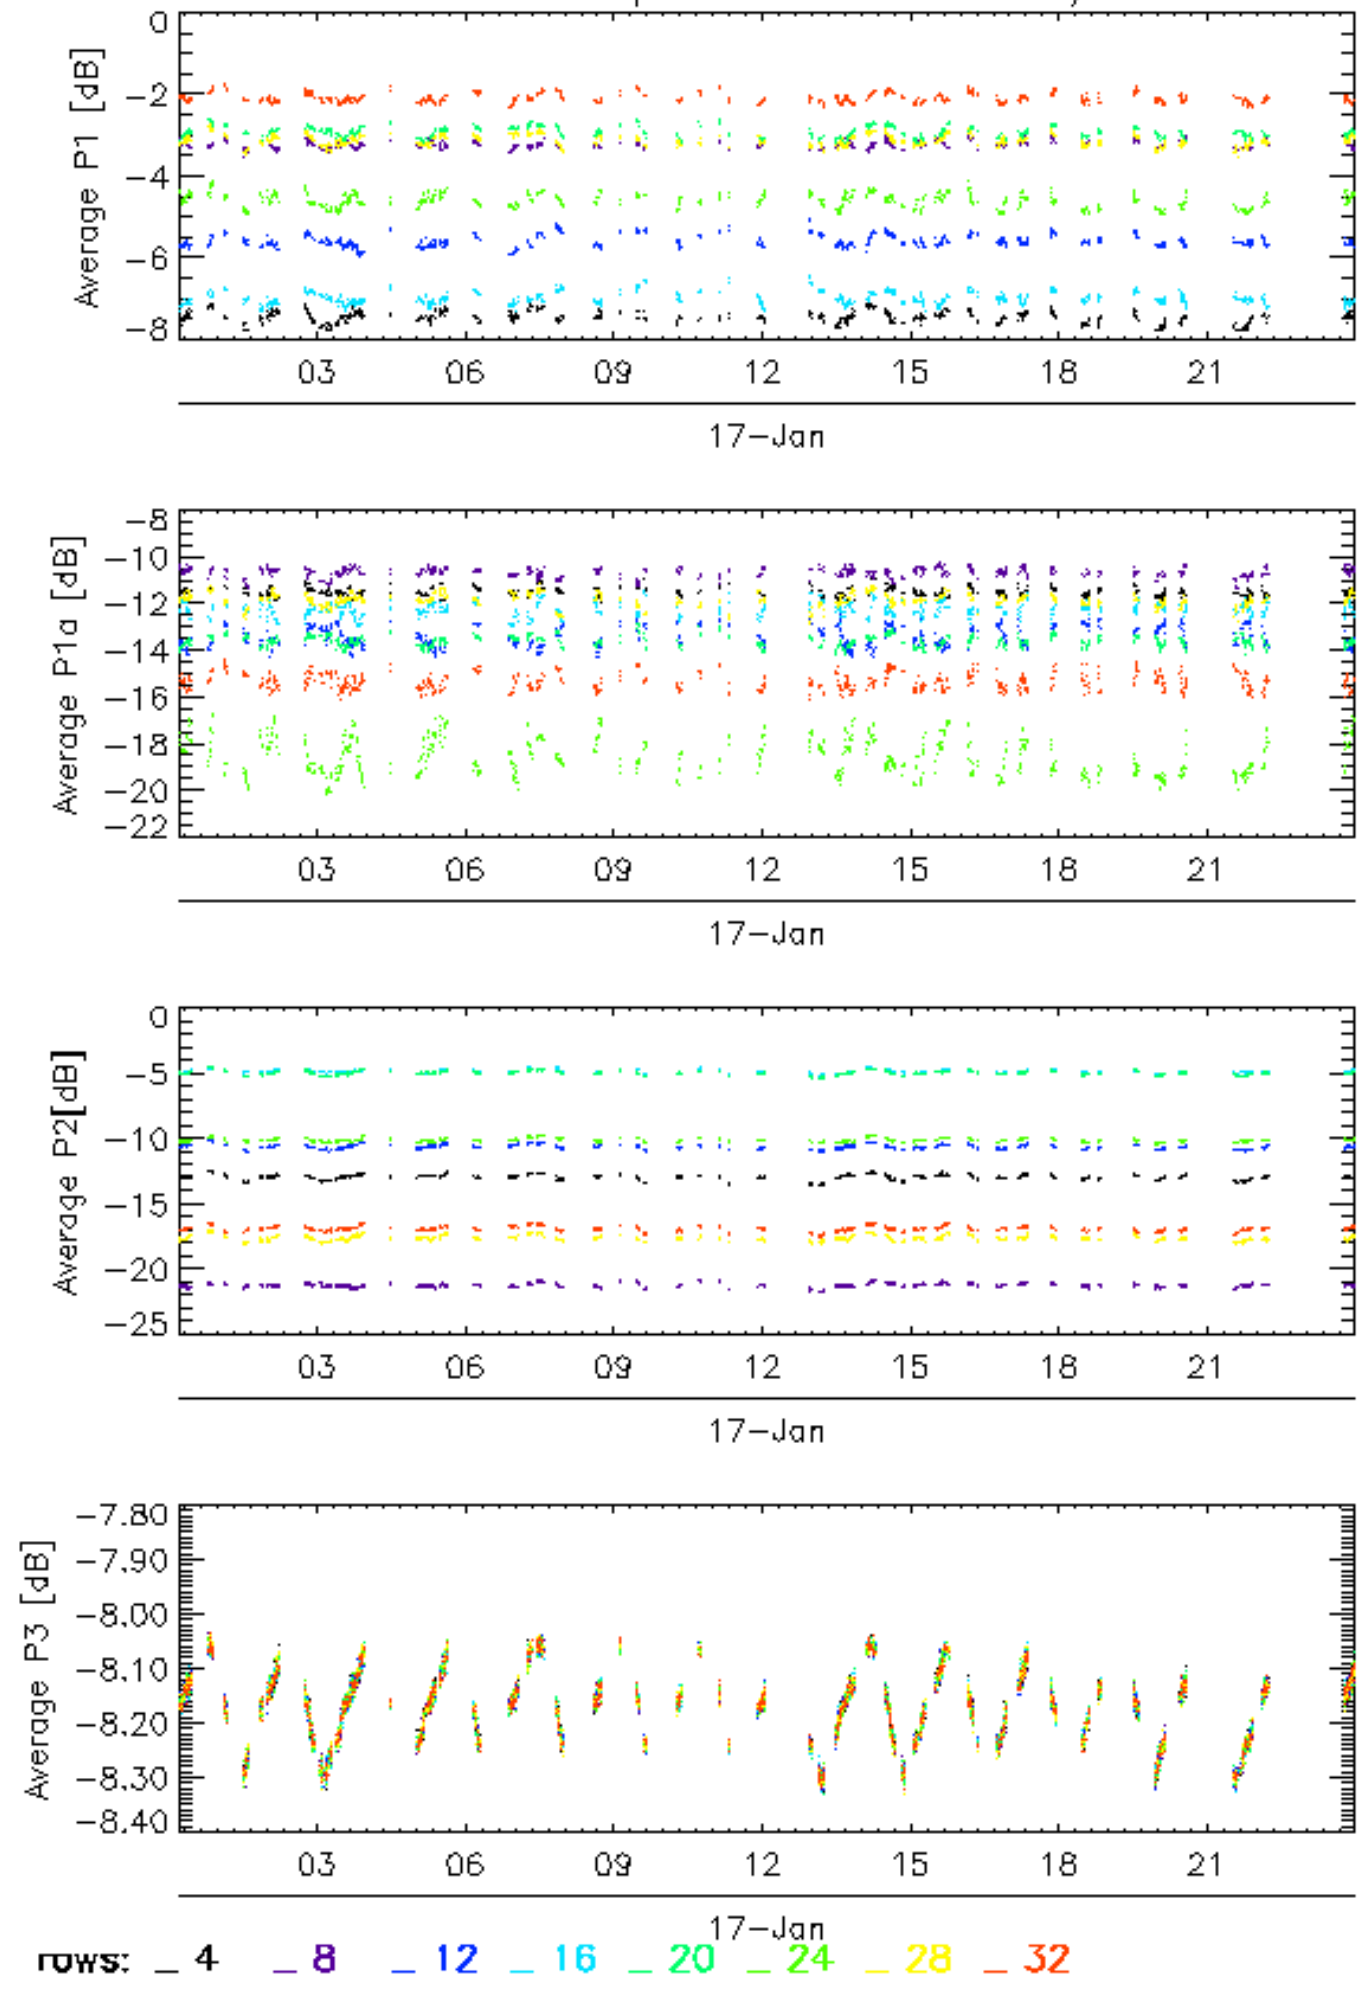 0
Average P1 [dB]
−2
−4
−6
−8
03 06 09 12 15 18 21
17−Jan
−8
Average P1a [dB]
−10
−12
−14
−16
−18
−20
−22
03 06 09 12 15 18 21
17−Jan
0
Average P2[dB]
−5
−10
−15
−20
−25
03 06 09 12 15 18 21
17−Jan
−7.80
Average P3 [dB]
−7.90
−8.00
−8.10
−8.20
−8.30
−8.40
03 06 09 12 15 18 21
17−Jan
rows: _ 4 _ 8 _ 12 _ 16 _ 20 _ 24 _ 28 _ 32